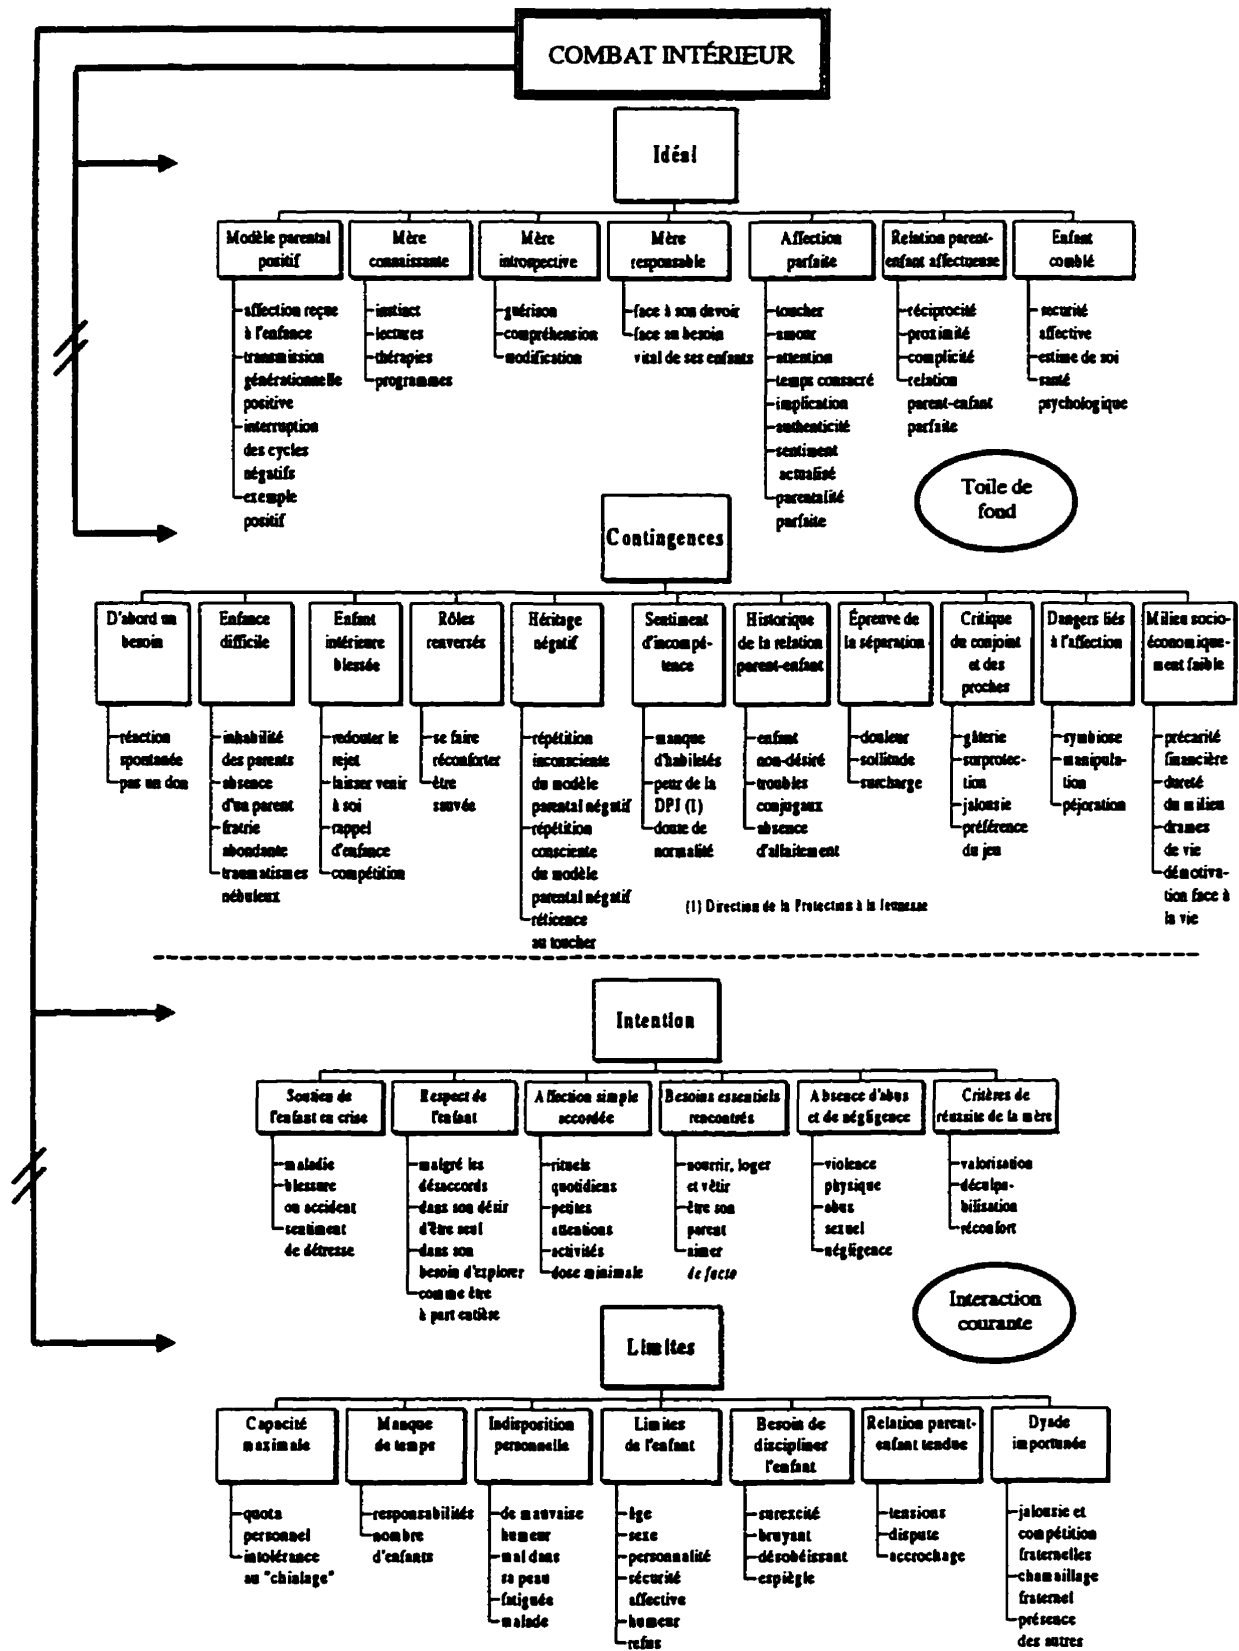 COMBAT INTÉRIEUR
Idéal
Modèle parental
positif
affection reçue
à l'enfance
transmission
générationnelle
positive
interruption
des cycles
négatifs
exemple
positif
Mère
connaissante
instinct
lectures
thérapies
programmes
Mère
introspective
guérison
compréhension
modification
Mère
responsable
face à son devoir
face au besoin
vital de ses enfants
Affection
parfaite
toucher
amour
attention
temps consacré
implication
authenticité
sentiment
actualisé
parentalité
parfaite
Relation parent-
enfant affectueuse
réciprocité
proximité
complicité
relation
parent-enfant
parfaite
Enfant
comblé
securité
affective
estime de soi
santé
psychologique
Toile de
fond
Contingences
D'abord un
besoin
réaction
spontanée
pas un don
Enfance
difficile
inhabilité
des parents
absence
d'un parent
fratrie
abondante
traumatismes
nébuleux
Enfant
intérieure
blessée
redouter le
rejet
laisser venir
à soi
rappel
d'enfance
compétition
Rôles
renversés
se faire
réconforter
être
sauvée
Héritage
négatif
répétition
inconsciente
du modèle
parental négatif
répétition
consciente
du modèle
parental négatif
réticence
au toucher
Sentiment
d'incompé-
tence
manque
d'habiletés
peur de la
DPJ (1)
doute de
normalité
Historique
de la relation
parent-enfant
enfant
non-désiré
troubles
conjugaux
absence
d'allaitement
Épreuve de
la séparation
douleur
sollitude
surcharge
Critique
du conjoint
et des
proches
gâterie
surprotec-
tion
jalousie
préférence
du jeu
Dangers liés
à l'affection
symbiose
manipula-
tion
péjoration
Milieu socio-
économique-
ment faible
précarité
financière
dureté
du milieu
drames
de vie
démotiva-
tion face à
la vie
(1) Direction de la Protection à la Jeunesse
Intention
Soutien de
l'enfant en crise
maladie
blessure
ou accident
sentiment
de détresse
Respect de
l'enfant
malgré les
désaccords
dans son désir
d'être seul
dans son
besoin d'explorer
comme être
à part entière
Affection simple
accordée
rituels
quotidiens
petites
attentions
activités
dose minimale
Besoins essentiels
rencontrés
nourrir, loger
et vêtir
être son
parent
aimer
de facto
Absence d'abus
et de négligence
violence
physique
abus
sexuel
négligence
Critères de
réussite de la mère
valorisation
déculpa-
bilisation
réconfort
Interaction
courante
Limites
Capacité
maximale
quota
personnel
intolérance
au "chialage"
Manque
de temps
responsabilités
nombre
d'enfants
Indisposition
personnelle
de mauvaise
humeur
mal dans
sa peau
fatiguée
malade
Limites
de l'enfant
âge
sexe
personnalité
sécurité
affective
humeur
refus
Besoin de
discipliner
l'enfant
surexcité
bruyant
désobéissant
espiègle
Relation parent-
enfant tendue
tensions
dispute
accrochage
Dyade
importunée
jalousie et
compétition
fraternelles
chamaillage
fraternel
présence
des autres